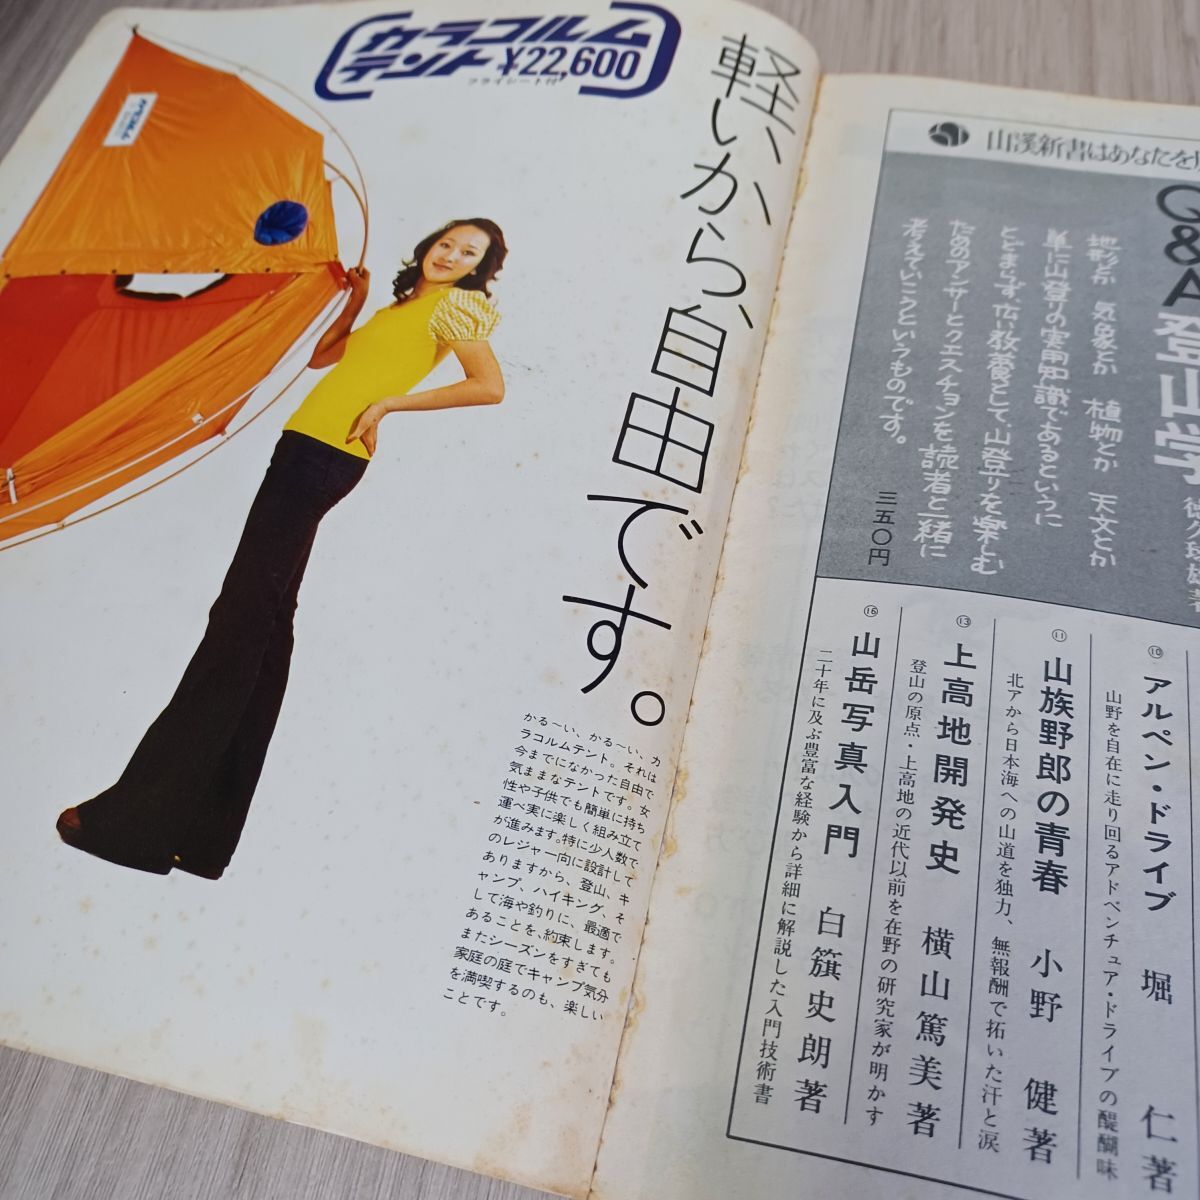 カラコルム
テント ¥22,600
フライシート付
カラコルム
軽いから、自由です。
かる〜い、かる〜い、カ
ラコルムテント。それは
今までになかった自由で
気ままなテントです。女
性や子供でも簡単に持ち
運べ実に楽しく組み立て
が進みます。特に少人数で
のレジャー向に設計して
ありますから、登山、キ
ャンプ、ハイキング、そ
して海や釣りに、最適で
あることを、約束します。
またシーズンをすぎても
家庭の庭でキャンプ気分
を満喫するのも、楽しい
ことです。
山溪新書はあなたを
Q&A登山学
地形とか 気象とか 植物とか 天文とか
単に山登りの実用知識であるというに
とどまらず、広い教養として、山登りを楽しむ
ためのアンサーとクエスチョンを読者と一緒に
考えていこうというものです。
三五〇円
⑩ アルペン・ドライブ 堀 仁著
山野を自在に走り回るアドベンチュア・ドライブの醍醐味
⑪ 山族野郎の青春 小野 健著
北アから日本海への山道を独力、無報酬で拓いた汗と涙
⑬ 上高地開発史 横山篤美著
登山の原点・上高地の近代以前を在野の研究家が明かす
⑮ 山岳写真入門 白籏史朗著
二十年に及ぶ豊富な経験から詳細に解説した入門技術書